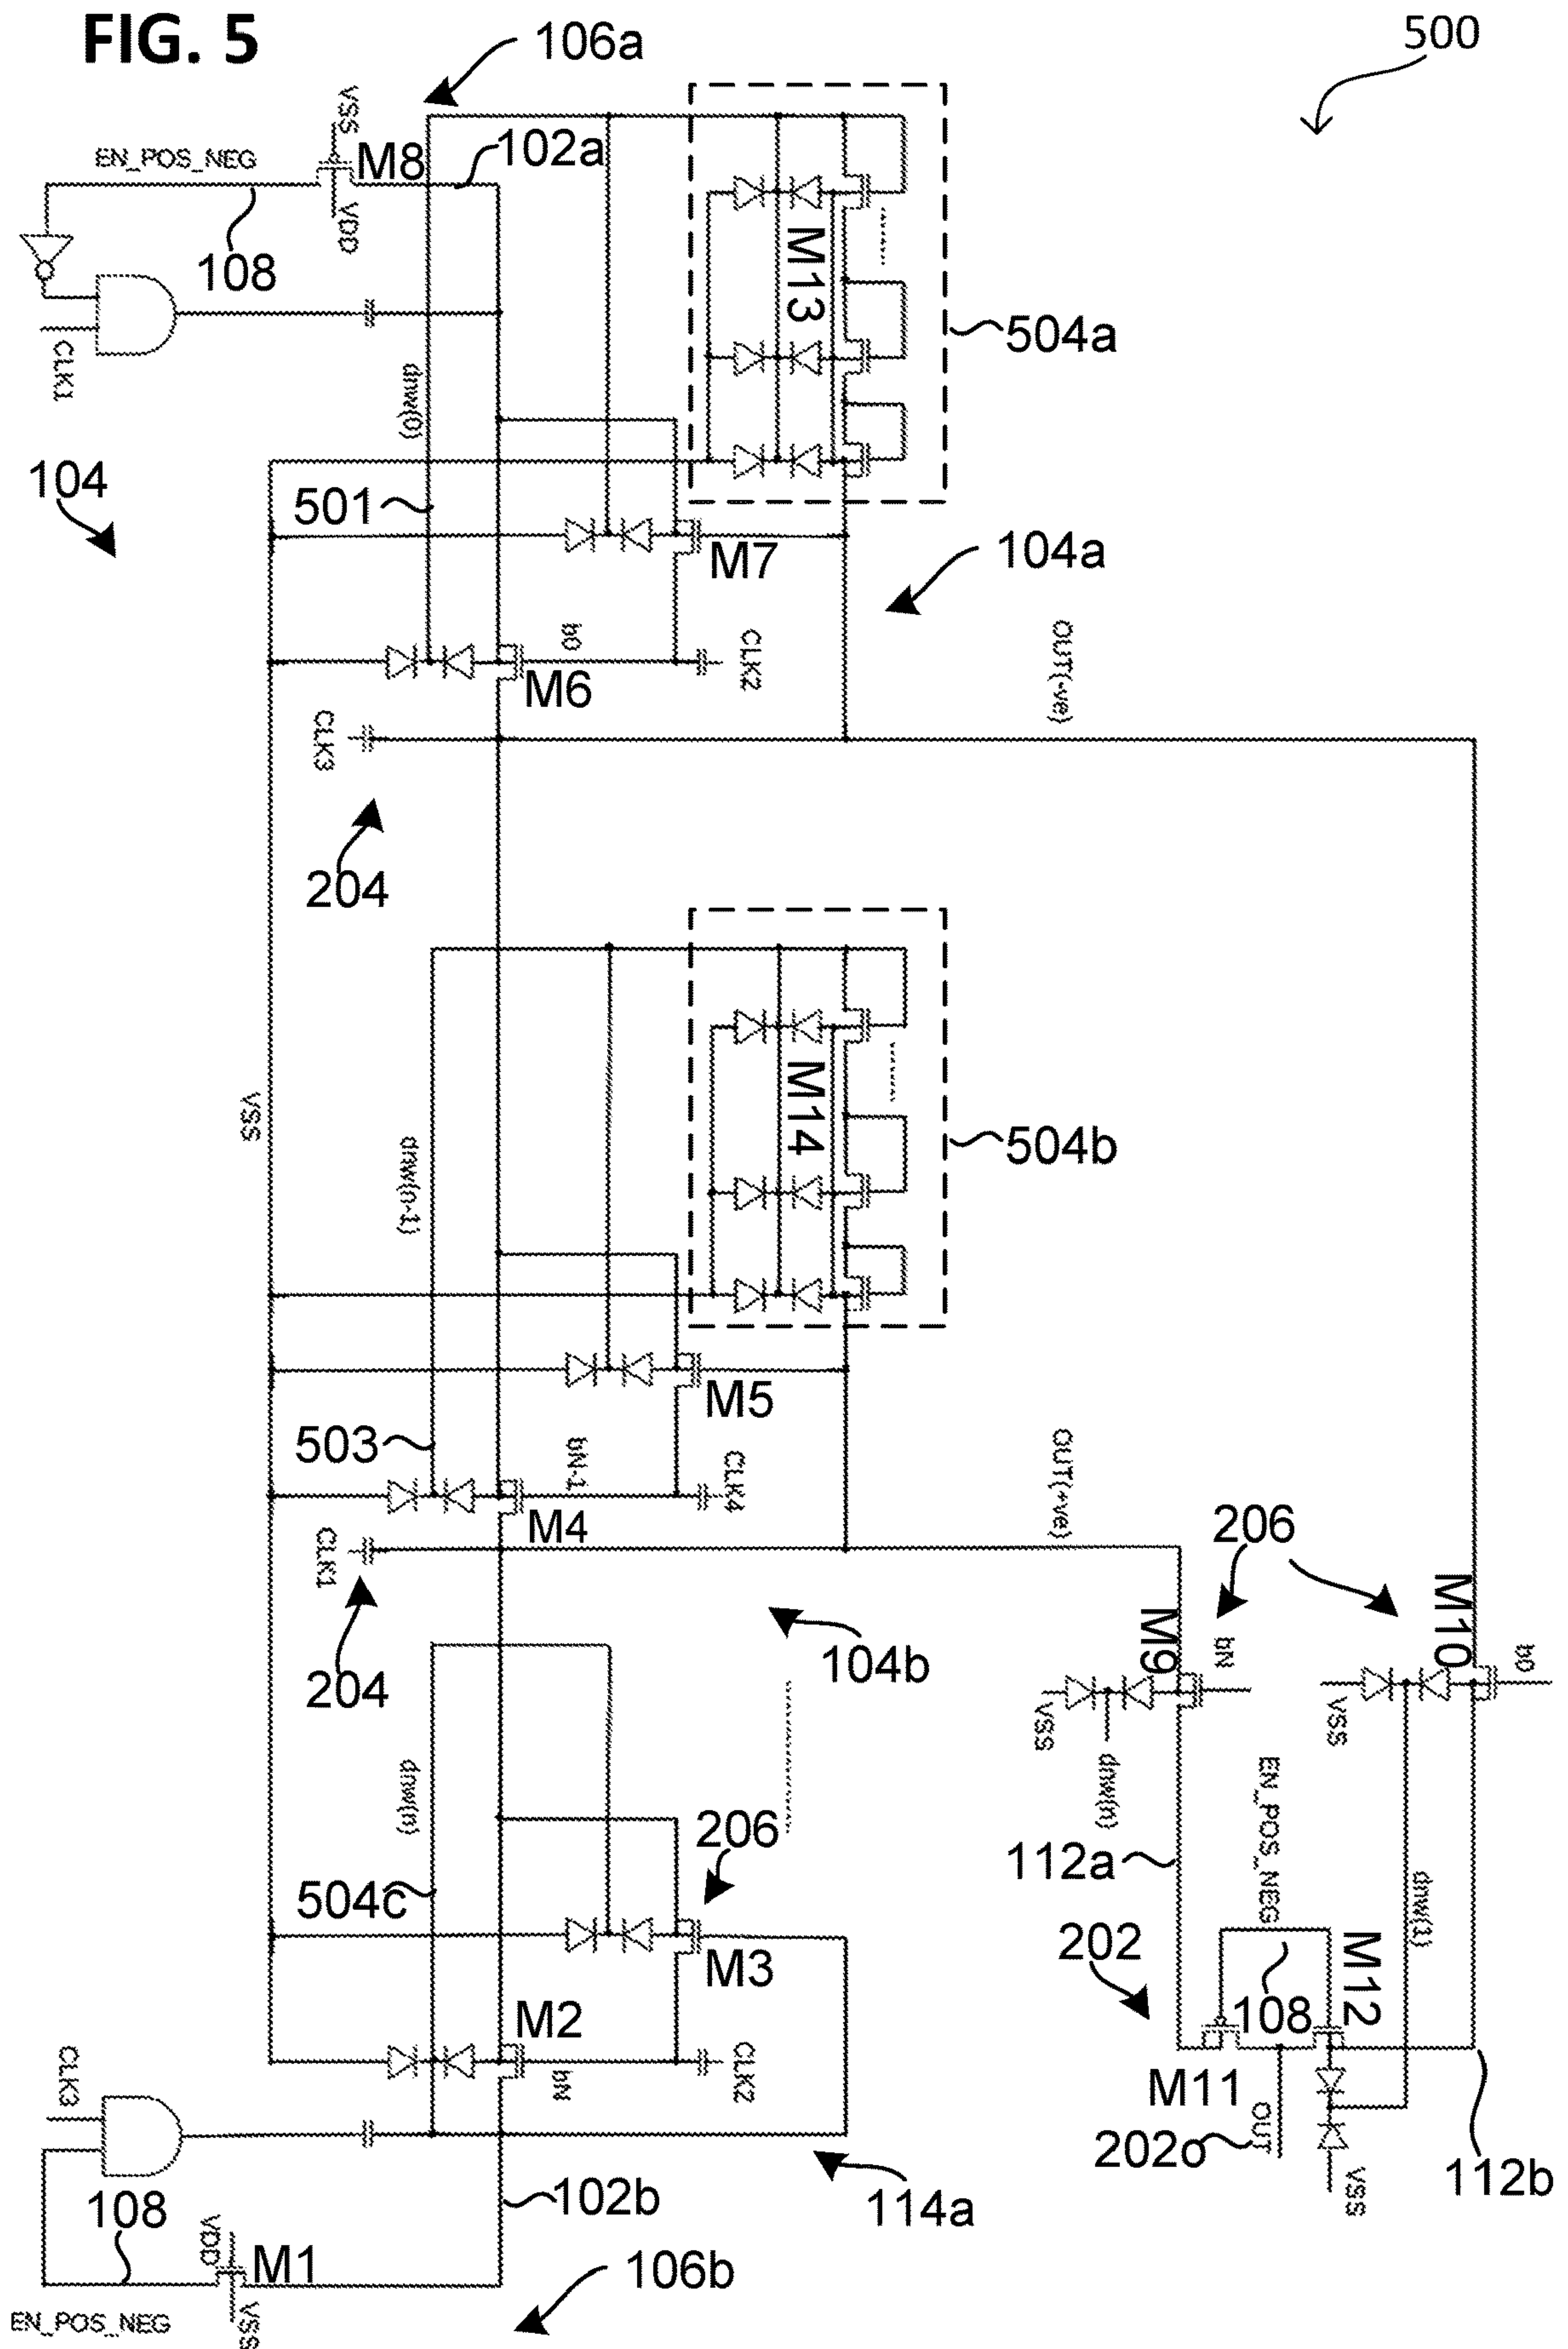 FIG. 5
500
106a
VSS
EN_POS_NEG
M8
102a
VDD
108
M13
504a
CLK1
dnw(0)
104
501
M7
104a
b0
CLK2
OUT(-ve)
M6
CLK3
204
M14
504b
VSS
dnw(n-1)
M5
503
bN-1
CLK4
OUT(+ve)
M4
CLK1
206
M10
M9
bN
b0
104b
204
VSS
VSS
dnw(n)
EN_POS_NEG
dnw(n)
206
112a
dnw(1)
504c
202
M12
M3
M2
108
CLK3
bN
CLK2
M11
OUT
202o
VSS
112b
108
102b
114a
VDD
M1
106b
EN_POS_NEG
VSS